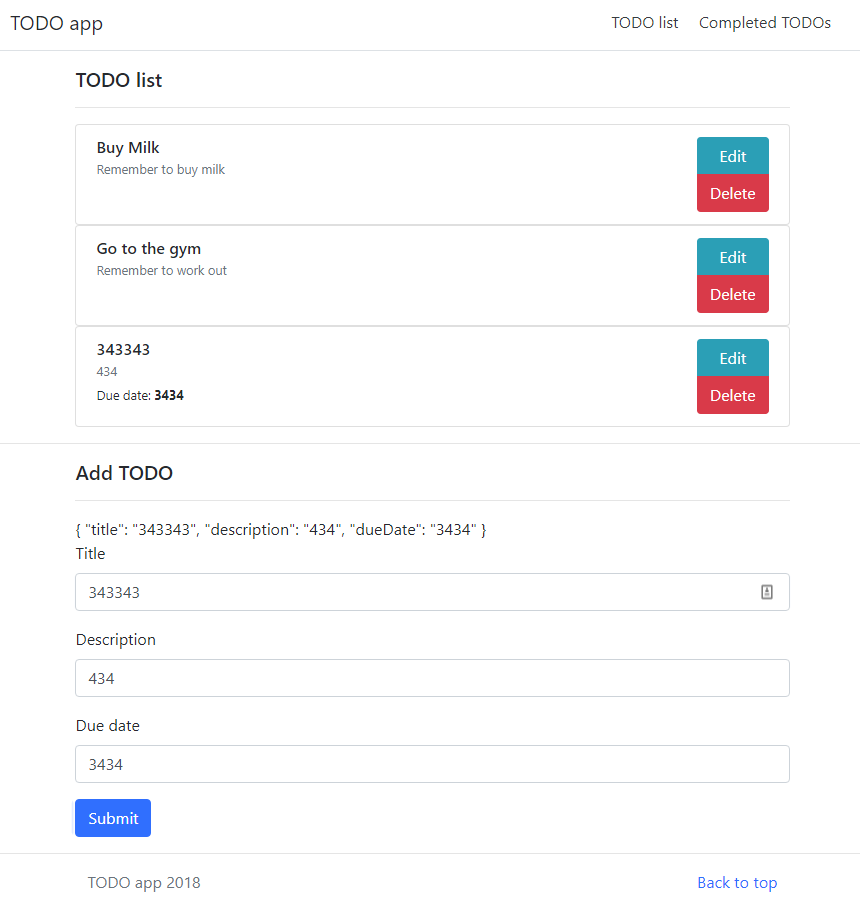 TODO app TODO list Completed TODOs
TODO list
Buy Milk
Remember to buy milk
Edit
Delete
Go to the gym
Remember to work out
Edit
Delete
343343
434
Due date: 3434
Edit
Delete
Add TODO
{ "title": "343343", "description": "434", "dueDate": "3434" }
Title
343343
Description
434
Due date
3434
Submit
TODO app 2018 Back to top